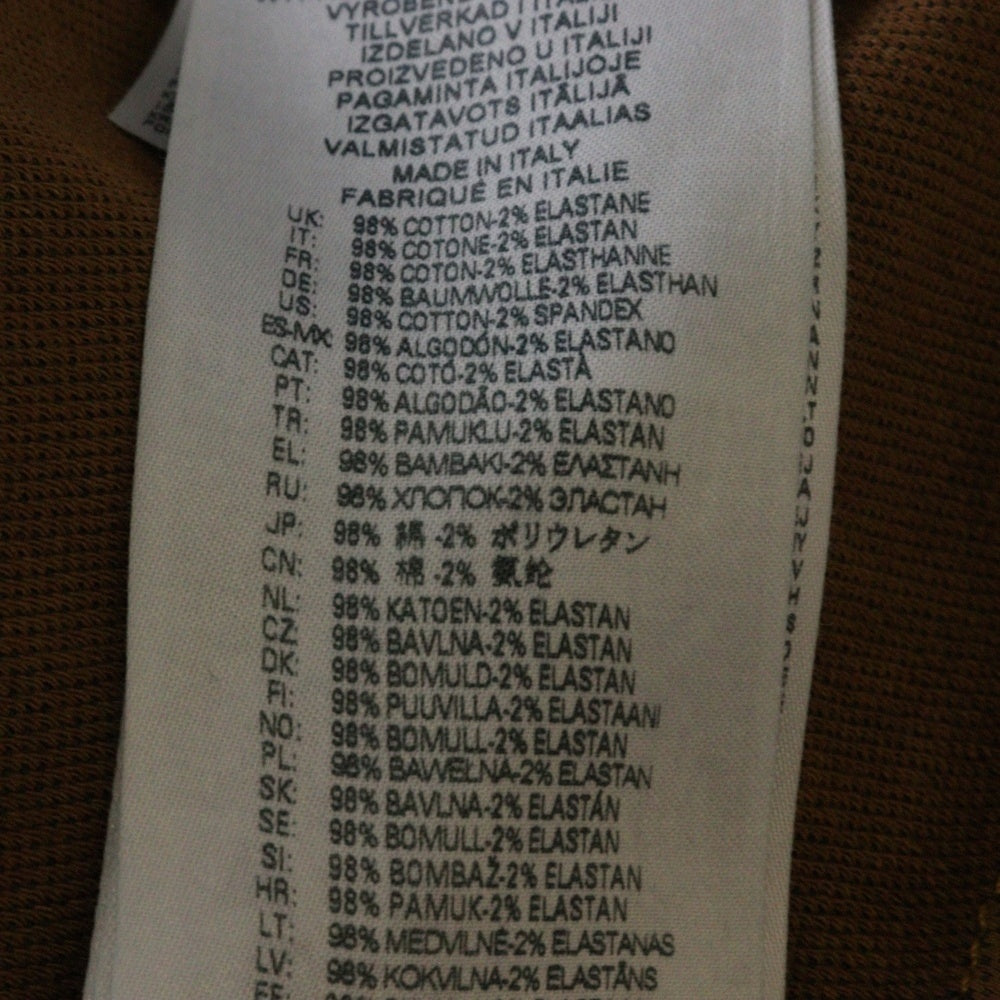 VYROBENO
TILLVERKAD I ITALIEN
IZDELANO V ITALIJI
PROIZVEDENO U ITALIJI
PAGAMINTA ITALIJOJE
IZGATAVOTS ITĀLIJĀ
VALMISTATUD ITAALIAS
MADE IN ITALY
FABRIQUÉ EN ITALIE
UK: 98% COTTON-2% ELASTANE
IT: 98% COTONE-2% ELASTAN
FR: 98% COTON-2% ELASTHANNE
DE: 98% BAUMWOLLE-2% ELASTHAN
US: 98% COTTON-2% SPANDEX
ES-MX: 98% ALGODÓN-2% ELASTANO
CAT: 98% COTÓ-2% ELASTÀ
PT: 98% ALGODÃO-2% ELASTANO
TR: 98% PAMUKLU-2% ELASTAN
EL: 98% BAMBAKI-2% ΕΛΑΣΤΑΝΗ
RU: 98% ХЛОПОК-2% ЭЛАСТАН
JP: 98% 綿 -2% ポリウレタン
CN: 98% 棉 -2% 氨纶
NL: 98% KATOEN-2% ELASTAN
CZ: 98% BAVLNA-2% ELASTAN
DK: 98% BOMULD-2% ELASTAN
FI: 98% PUUVILLA-2% ELASTAANI
NO: 98% BOMULL-2% ELASTAN
PL: 98% BAWEŁNA-2% ELASTAN
SK: 98% BAVLNA-2% ELASTÁN
SE: 98% BOMULL-2% ELASTAN
SI: 98% BOMBAŽ-2% ELASTAN
HR: 98% PAMUK-2% ELASTAN
LT: 98% MEDVILNĖ-2% ELASTANAS
LV: 98% KOKVILNA-2% ELASTĀNS